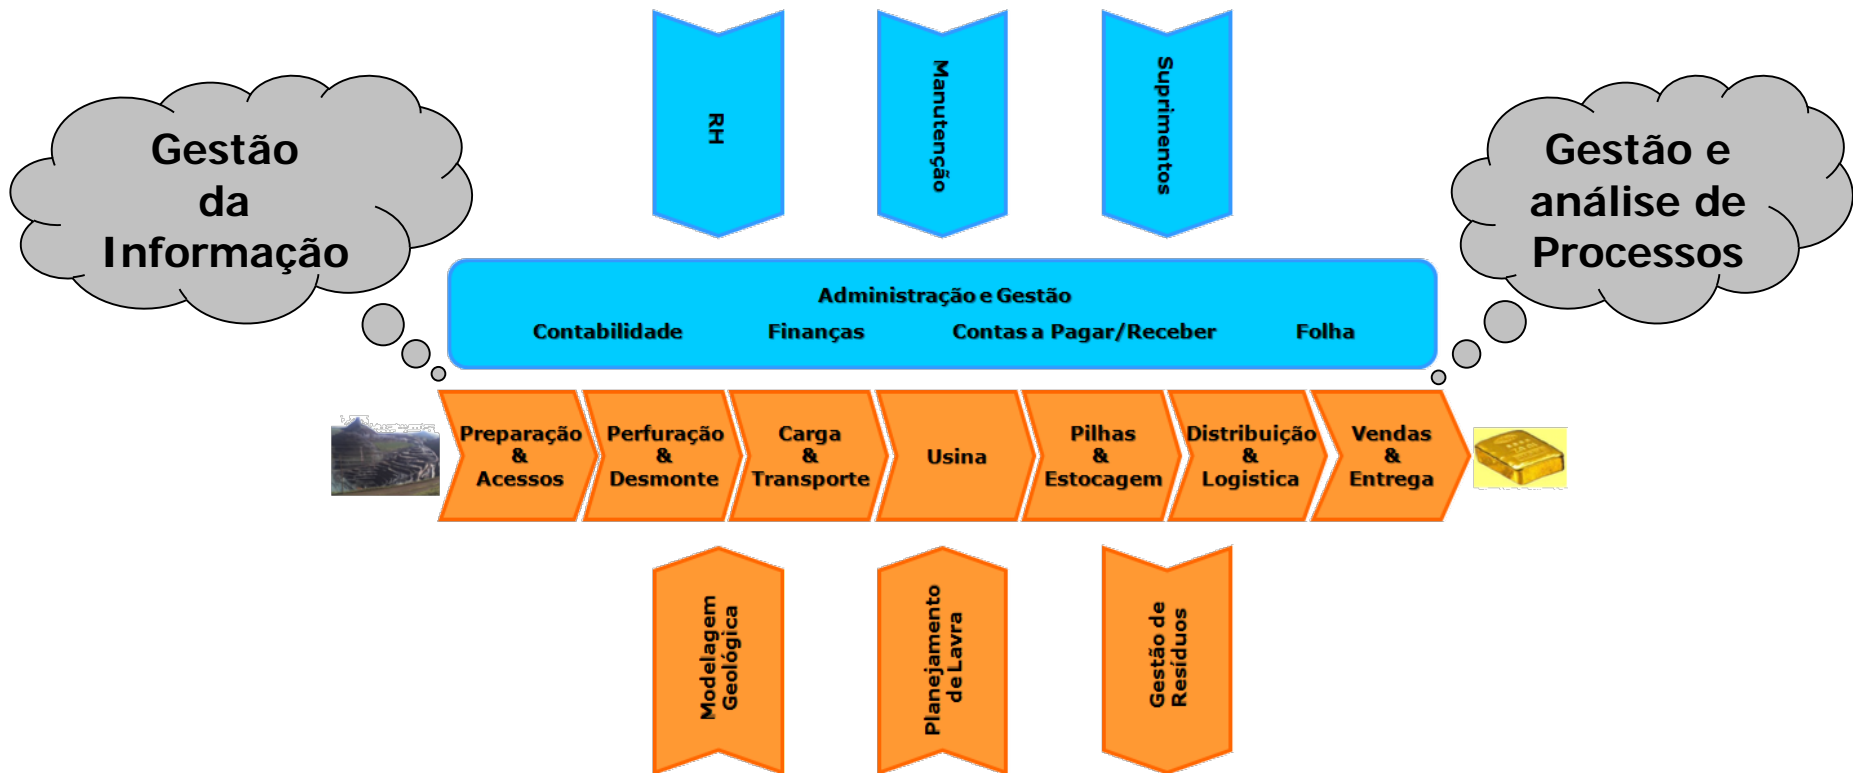 RH
Manutenção
Suprimentos
Gestão
da
Informação
Gestão e
análise de
Processos
Administração e Gestão
Contabilidade Finanças Contas a Pagar/Receber Folha
Preparação
&
Acessos
Perfuração
&
Desmonte
Carga
&
Transporte
Usina
Pilhas
&
Estocagem
Distribuição
&
Logistica
Vendas
&
Entrega
Modelagem
Geológica
Planejamento
de Lavra
Gestão de
Resíduos